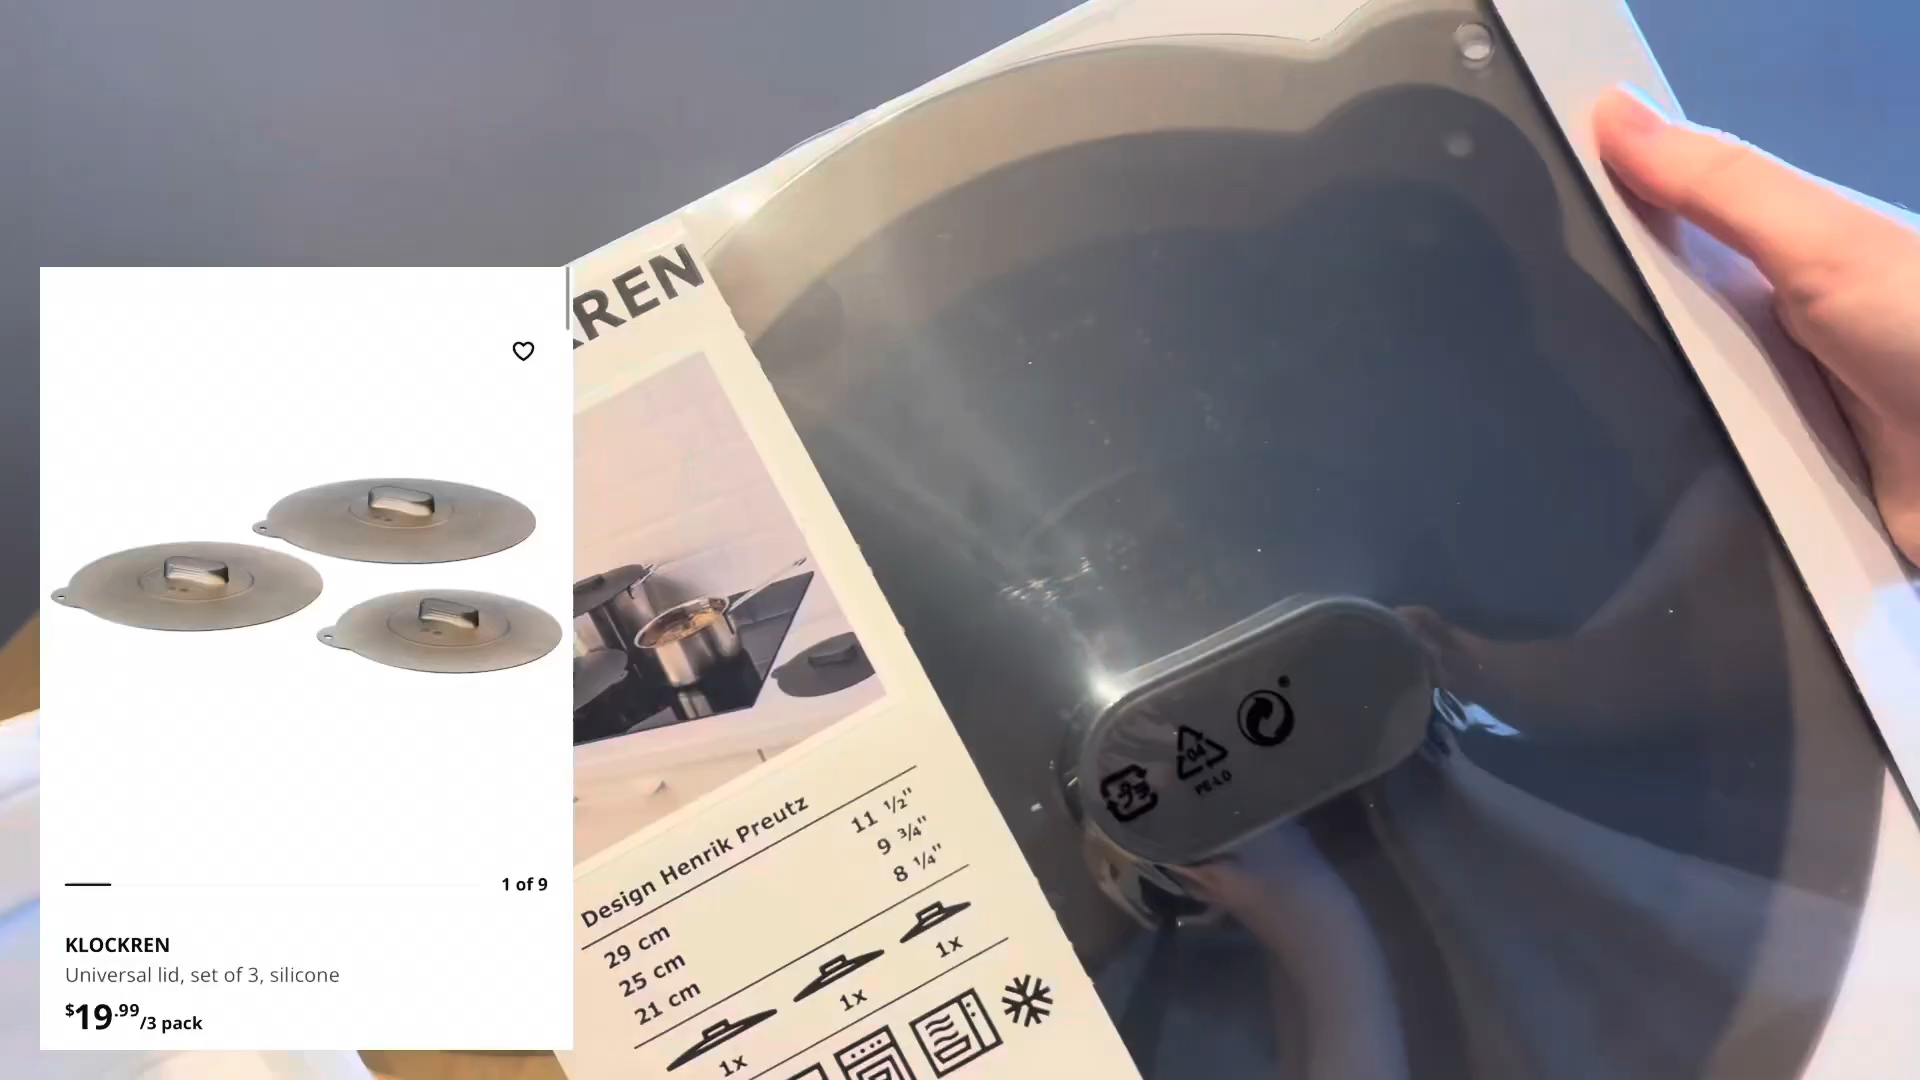 1 of 9
KLOCKREN
Universal lid, set of 3, silicone
$19.99/3 pack
REN
Design Henrik Preutz
29 cm 11 1/2"
25 cm 9 3/4"
21 cm 8 1/4"
1x 1x 1x
04
PE-LD